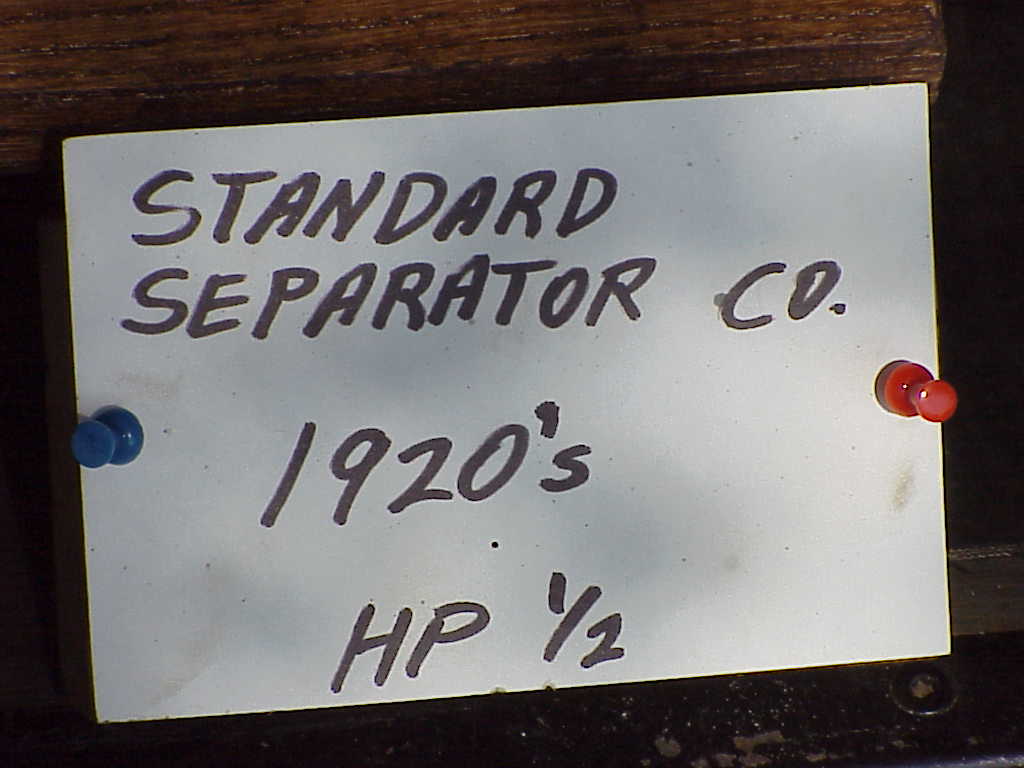 STANDARD
SEPARATOR CO.
1920's
HP 1/2